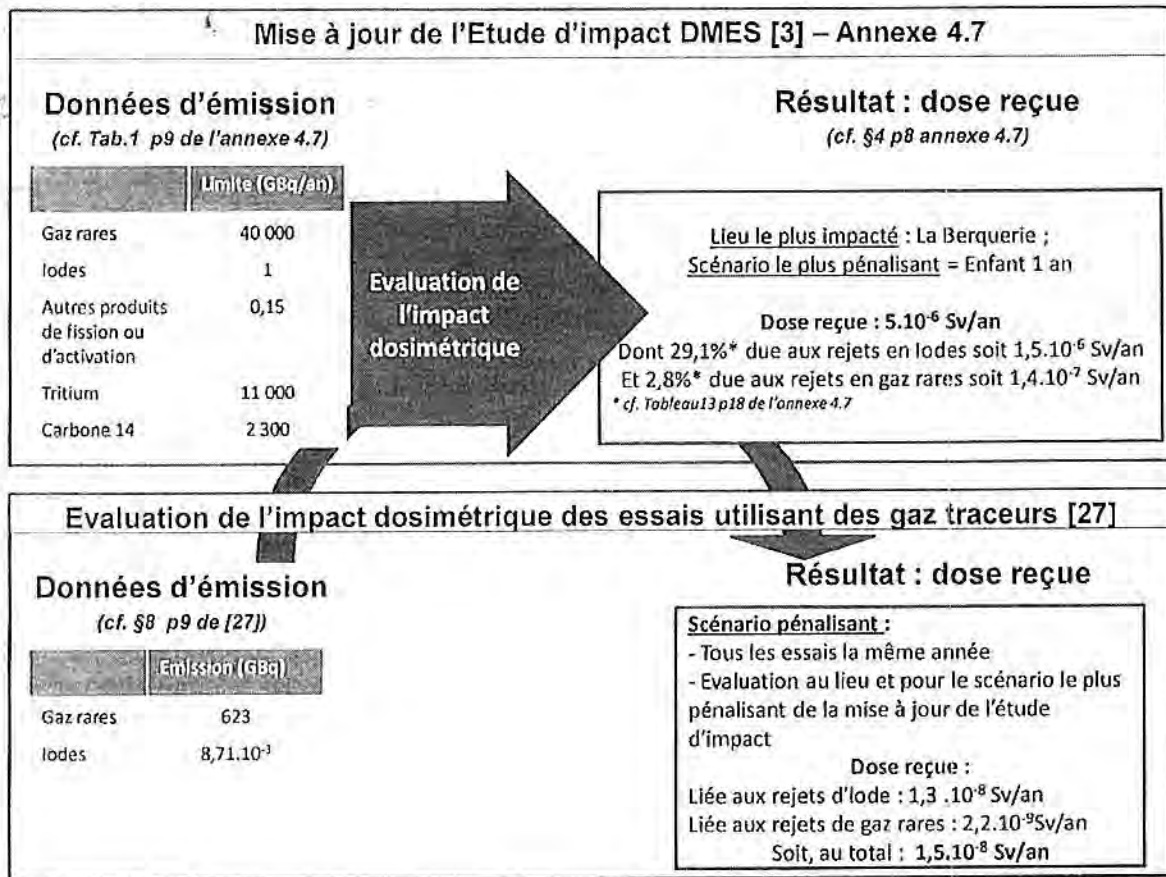 Mise à jour de l'Etude d'impact DMES [3] – Annexe 4.7
Données d'émission
(cf. Tab.1 p9 de l'annexe 4.7)
Limite (GBq/an)
Gaz rares 40 000
Iodes 1
Autres produits 0,15
de fission ou
d'activation
Tritium 11 000
Carbone 14 2 300
Evaluation de
l'impact
dosimétrique
Résultat : dose reçue
(cf. §4 p8 annexe 4.7)
Lieu le plus impacté : La Berquerie ;
Scénario le plus pénalisant = Enfant 1 an
Dose reçue : 5.10⁻⁶ Sv/an
Dont 29,1%* due aux rejets en Iodes soit 1,5.10⁻⁶ Sv/an
Et 2,8%* due aux rejets en gaz rares soit 1,4.10⁻⁷ Sv/an
* cf. Tableau13 p18 de l'annexe 4.7
Evaluation de l'impact dosimétrique des essais utilisant des gaz traceurs [27]
Données d'émission
(cf. §8 p9 de [27])
Emission (GBq)
Gaz rares 623
Iodes 8,71.10⁻³
Résultat : dose reçue
Scénario pénalisant :
- Tous les essais la même année
- Evaluation au lieu et pour le scénario le plus
pénalisant de la mise à jour de l'étude
d'impact
Dose reçue :
Liée aux rejets d'Iode : 1,3 .10⁻⁸ Sv/an
Liée aux rejets de gaz rares : 2,2.10⁻⁹Sv/an
Soit, au total : 1,5.10⁻⁸ Sv/an